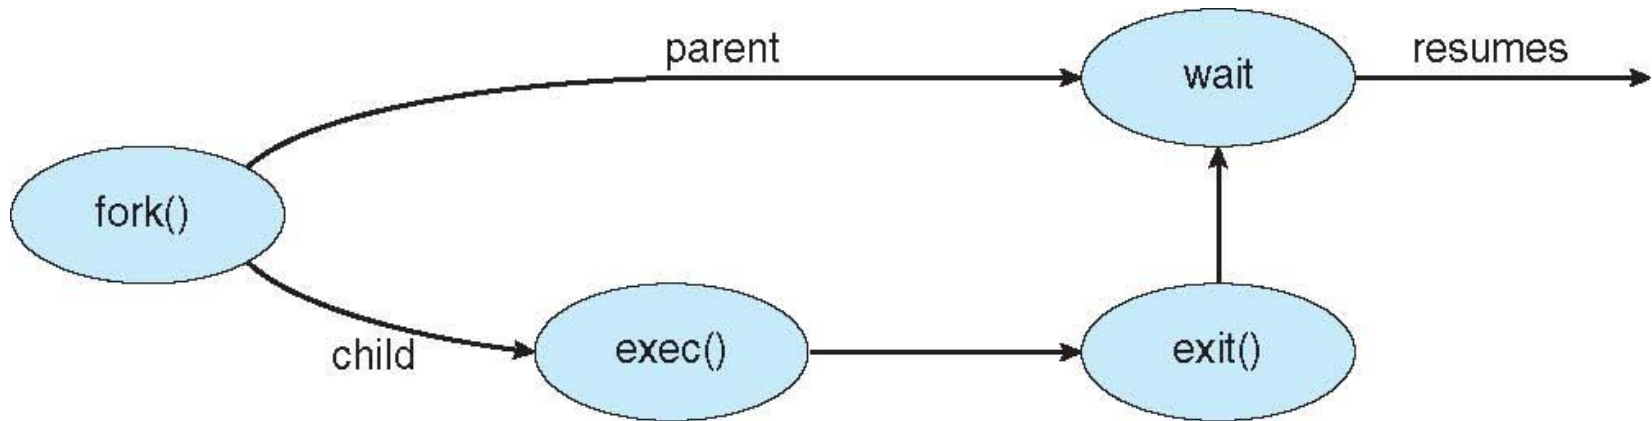 parent
wait
resumes
fork()
child
exec()
exit()